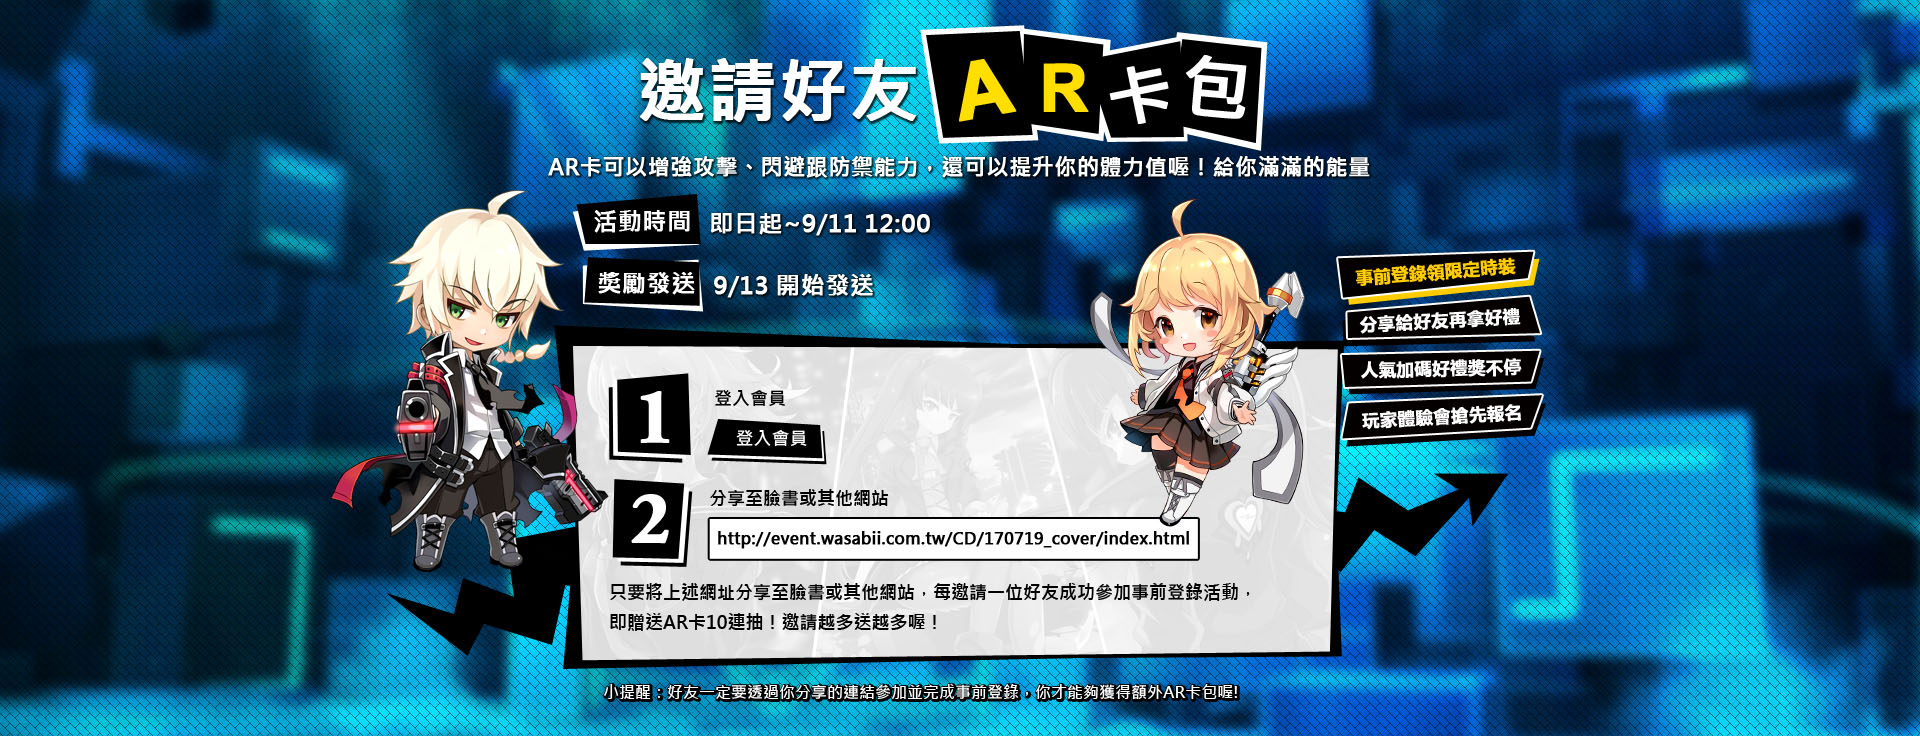 邀請好友AR卡包
AR卡可以增強攻擊、閃避跟防禦能力，還可以提升你的體力值喔！給你滿滿的能量
活動時間 即日起~9/11 12:00
獎勵發送 9/13 開始發送
事前登錄領限定時裝
分享給好友再拿好禮
人氣加碼好禮獎不停
玩家體驗會搶先報名
1 登入會員
登入會員
2 分享至臉書或其他網站
http://event.wasabii.com.tw/CD/170719_cover/index.html
只要將上述網址分享至臉書或其他網站，每邀請一位好友成功參加事前登錄活動，
即贈送AR卡10連抽！邀請越多送越多喔！
小提醒：好友一定要透過你分享的連結參加並完成事前登錄，你才能夠獲得額外AR卡包喔!